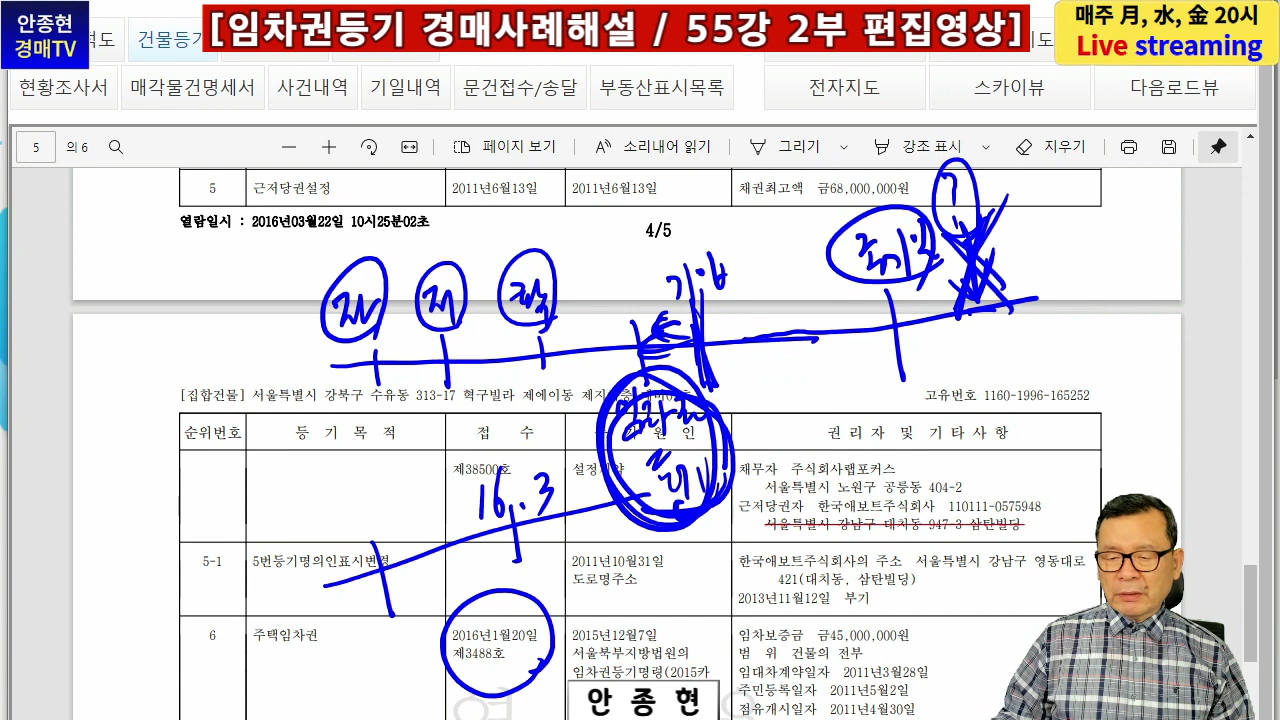 안종현
경매TV
[임차권등기 경매사례해설 / 55강 2부 편집영상]
매주 月, 水, 金 20시
Live streaming
건물등기
현황조사서 매각물건명세서 사건내역 기일내역 문건접수/송달 부동산표시목록 전자지도 스카이뷰 다음로드뷰
5 의 6 페이지 보기 소리내어 읽기 그리기 강조 표시 지우기
5 근저당권설정 2011년6월13일 2011년6월13일 채권최고액 금68,000,000원
열람일시 : 2016년03월22일 10시25분02초
4/5
[집합건물] 서울특별시 강북구 수유동 313-17 혁구빌라 제에이동 고유번호 1160-1996-165252
순위번호 등 기 목 적 접 수 원 인 권 리 자 및 기 타 사 항
제38500호 채무자 주식회사랩포커스
서울특별시 노원구 공릉동 404-2
근저당권자 한국애보트주식회사 110111-0575948
서울특별시 강남구 대치동 947-3 삼탄빌딩
16. 3
5-1 5번등기명의인표시변경 2011년10월31일 한국애보트주식회사의 주소 서울특별시 강남구 영동대로
도로명주소 421(대치동, 삼탄빌딩)
2013년11월12일 부기
6 주택임차권 2016년1월20일 2015년12월7일 임차보증금 금45,000,000원
제3488호 서울북부지방법원의 범 위 건물의 전부
임차권등기명령(2015카 임대차계약일자 2011년3월28일
주민등록일자 2011년5월2일
점유개시일자 2011년4월30일
안 종 현